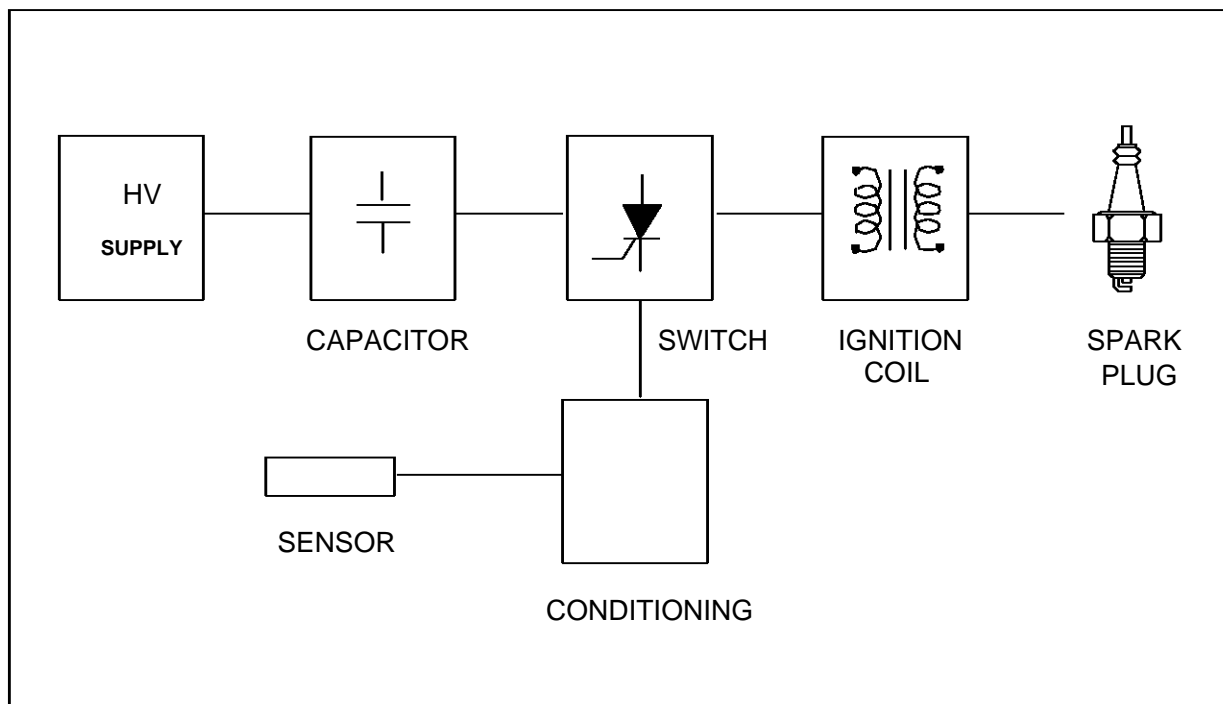 HV
SUPPLY
CAPACITOR
SWITCH
IGNITION
COIL
SPARK
PLUG
SENSOR
CONDITIONING